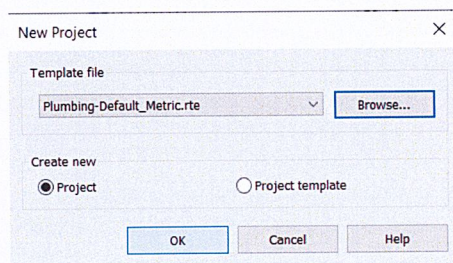 New Project
Template file
Plumbing-Default_Metric.rte
Browse...
Create new
Project
Project template
OK
Cancel
Help